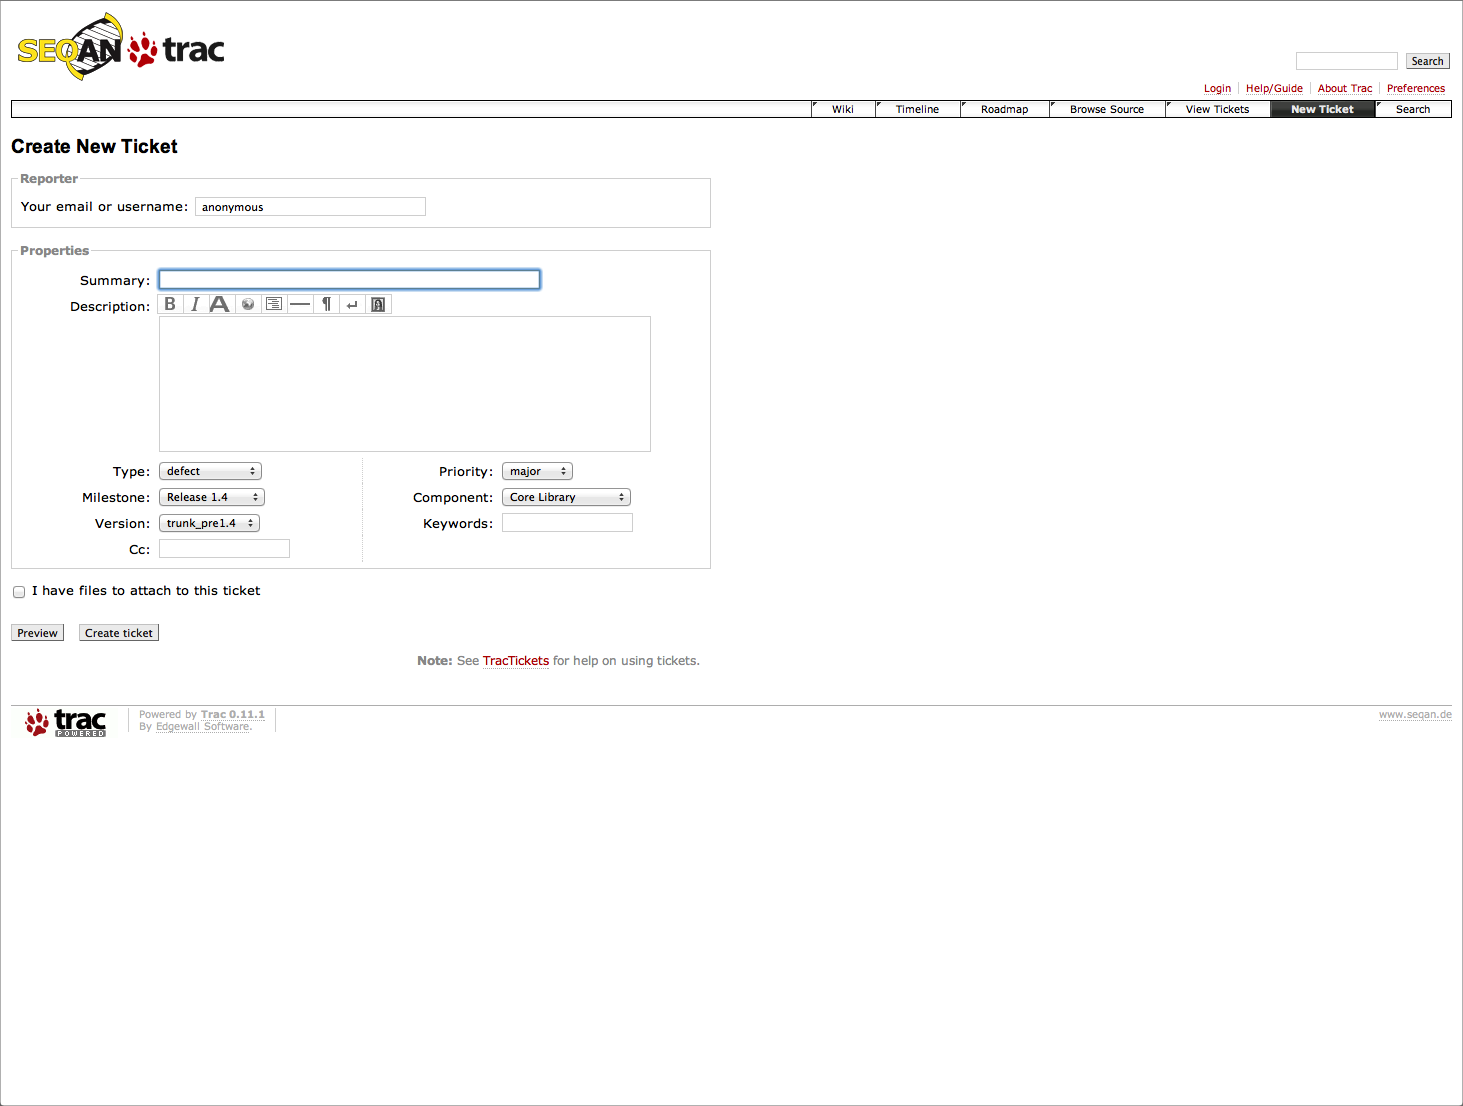 SEQAN trac
Search
Login Help/Guide About Trac Preferences
Wiki Timeline Roadmap Browse Source View Tickets New Ticket Search
Create New Ticket
Reporter
Your email or username: anonymous
Properties
Summary:
Description: B I A ¶
Type: defect Priority: major
Milestone: Release 1.4 Component: Core Library
Version: trunk_pre1.4 Keywords:
Cc:
I have files to attach to this ticket
Preview Create ticket
Note: See TracTickets for help on using tickets.
trac POWERED
Powered by Trac 0.11.1
By Edgewall Software.
www.seqan.de